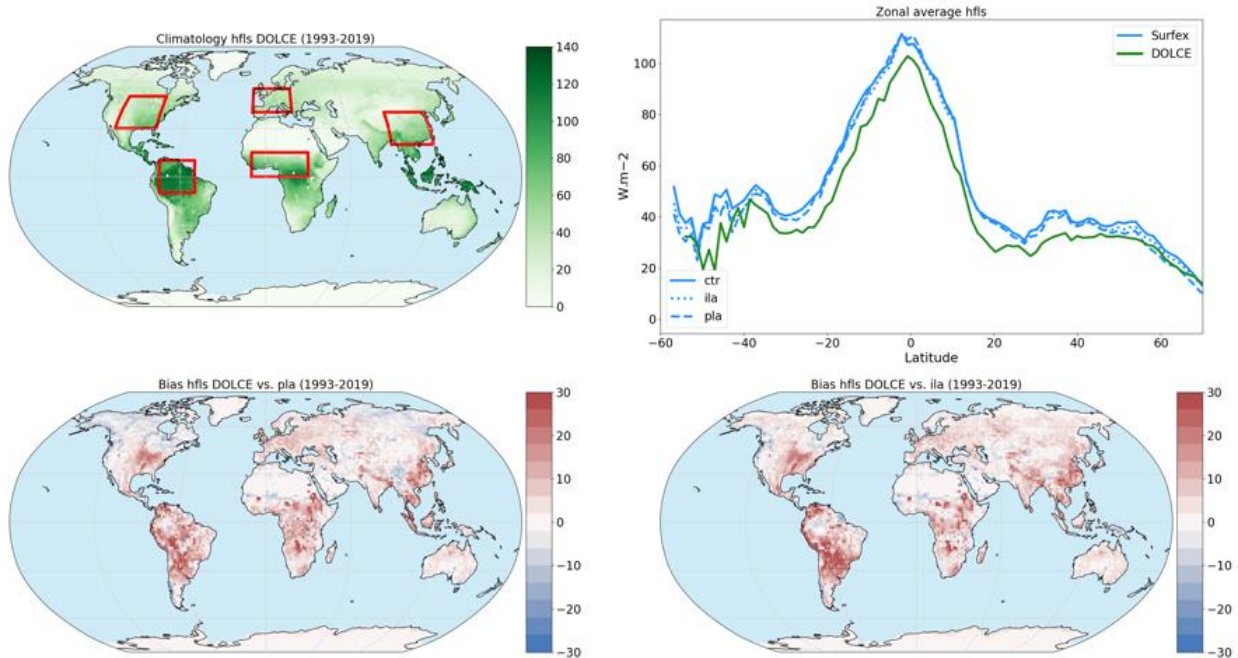 Climatology hfls DOLCE (1993-2019)
140
120
100
80
60
40
20
0
Zonal average hfls
Surfex
DOLCE
W.m−2
100
80
60
40
20
0
ctr
ila
pla
−60 −40 −20 0 20 40 60
Latitude
Bias hfls DOLCE vs. pla (1993-2019)
30
20
10
0
−10
−20
−30
Bias hfls DOLCE vs. ila (1993-2019)
30
20
10
0
−10
−20
−30